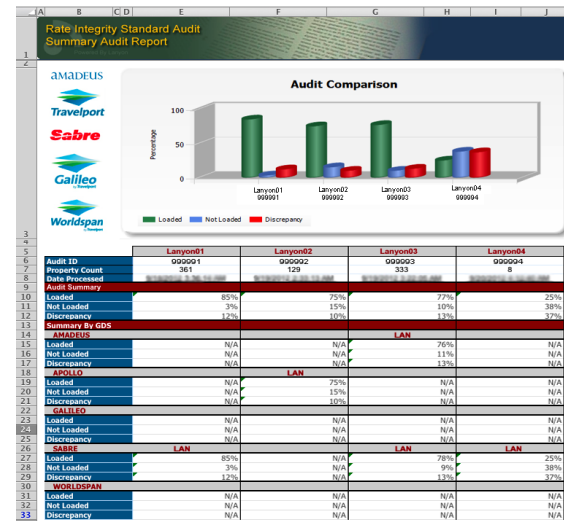 A B C D E F G H I J
1 Rate Integrity Standard Audit
Summary Audit Report
2
3
amadeus
Travelport
Sabre
Galileo
by Travelport
Worldspan
by Travelport
Audit Comparison
Percentage
100
50
0
Lanyon01 Lanyon02 Lanyon03 Lanyon04
999991 999992 999993 999994
Loaded Not Loaded Discrepancy
4
5 Lanyon01 Lanyon02 Lanyon03 Lanyon04
6 Audit ID 999991 999992 999993 999994
7 Property Count 361 129 333 8
8 Date Processed
9 Audit Summary
10 Loaded 85% 75% 77% 25%
11 Not Loaded 3% 15% 10% 38%
12 Discrepancy 12% 10% 13% 37%
13 Summary By GDS
14 AMADEUS LAN
15 Loaded N/A N/A 76% N/A
16 Not Loaded N/A N/A 11% N/A
17 Discrepancy N/A N/A 13% N/A
18 APOLLO LAN
19 Loaded N/A 75% N/A N/A
20 Not Loaded N/A 15% N/A N/A
21 Discrepancy N/A 10% N/A N/A
22 GALILEO
23 Loaded N/A N/A N/A N/A
24 Not Loaded N/A N/A N/A N/A
25 Discrepancy N/A N/A N/A N/A
26 SABRE LAN LAN LAN
27 Loaded 85% N/A 78% 25%
28 Not Loaded 3% N/A 9% 38%
29 Discrepancy 12% N/A 13% 37%
30 WORLDSPAN
31 Loaded N/A N/A N/A N/A
32 Not Loaded N/A N/A N/A N/A
33 Discrepancy N/A N/A N/A N/A